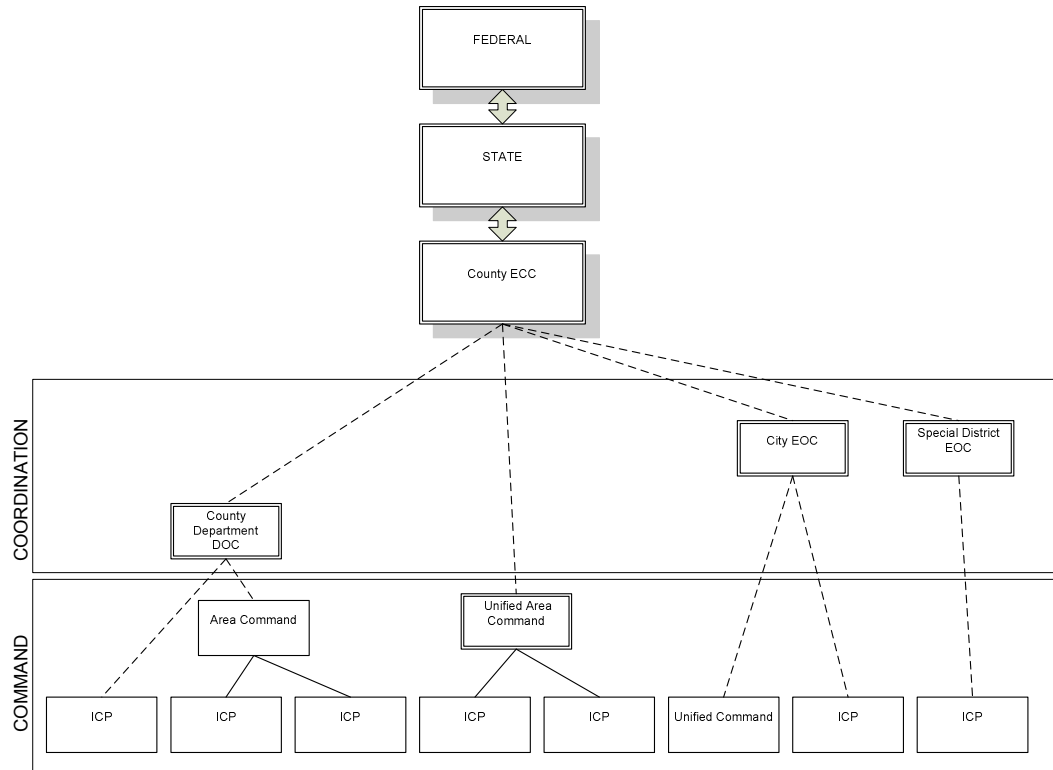 FEDERAL
STATE
County ECC
COORDINATION
City EOC
Special District
EOC
County
Department
DOC
COMMAND
Area Command
Unified Area
Command
ICP
ICP
ICP
ICP
ICP
Unified Command
ICP
ICP